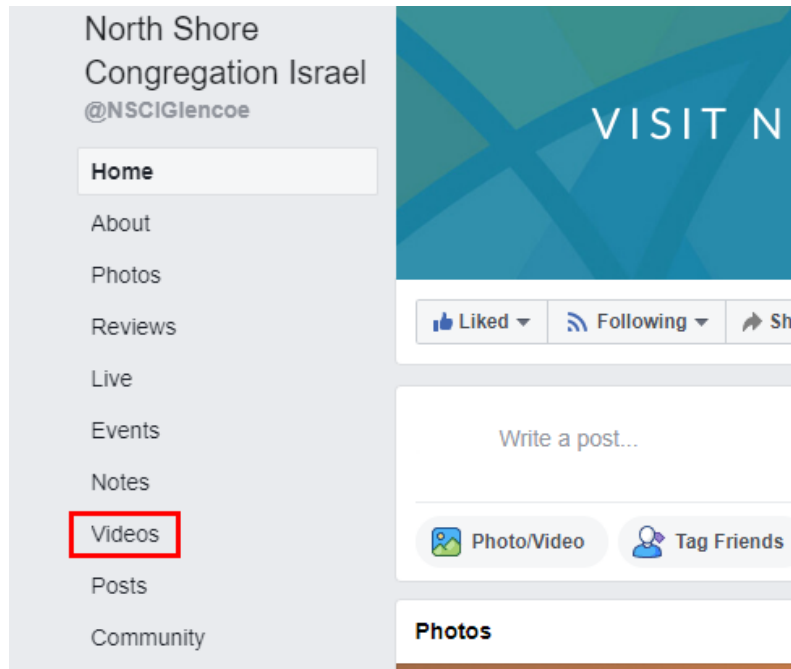 North Shore
Congregation Israel
@NSCIGlencoe
Home
About
Photos
Reviews
Live
Events
Notes
Videos
Posts
Community
VISIT N
Liked
Following
Sh
Write a post...
Photo/Video
Tag Friends
Photos